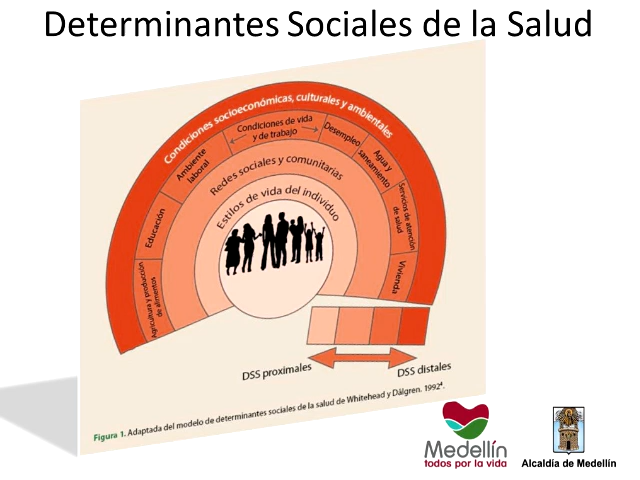 Determinantes Sociales de la Salud
Condiciones socioeconómicas, culturales y ambientales
Condiciones de vida
y de trabajo
Ambiente
laboral
Desempleo
Agua y
saneamiento
Educación
Servicios de atención
de salud
Agricultura y producción
de alimentos
Vivienda
Redes sociales y comunitarias
Estilos de vida del individuo
DSS proximales
DSS distales
Figura 1. Adaptada del modelo de determinantes sociales de la salud de Whitehead y Dálgren, 1992⁴.
Medellín
todos por la vida
Alcaldía de Medellín